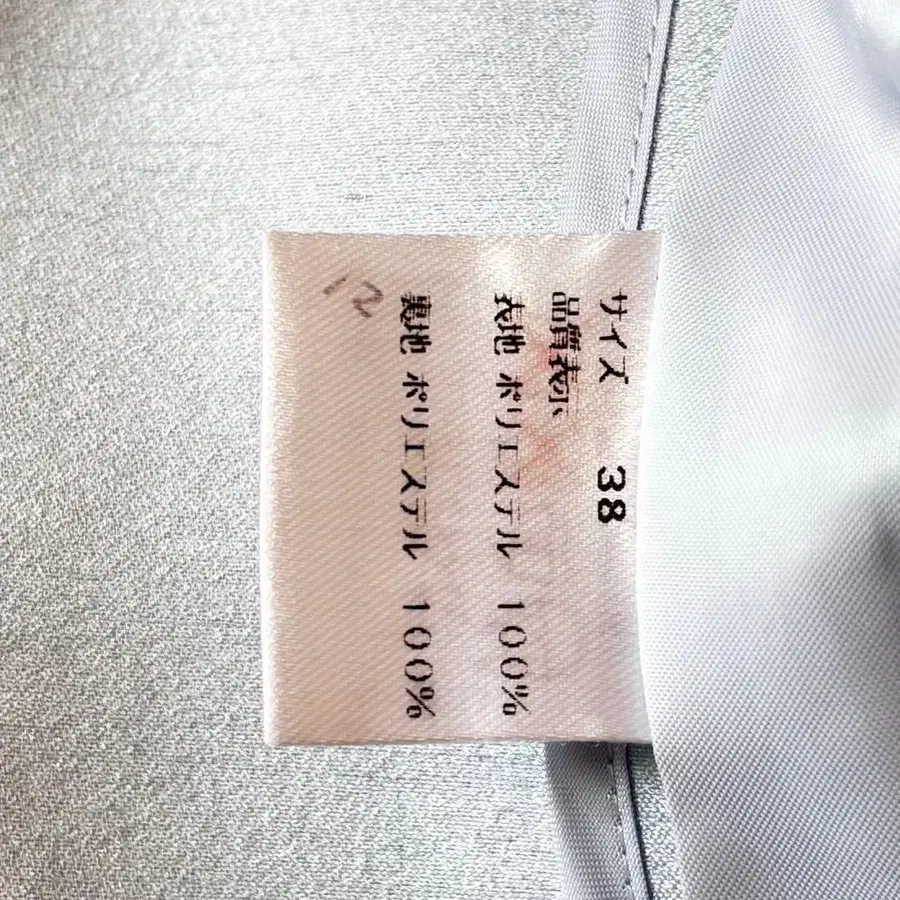 サイズ 38
品質表示
表地 ポリエステル 100%
裏地 ポリエステル 100%
12